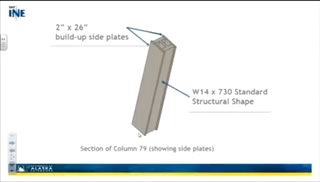 INE
2” x 26”
build-up side plates
W14 x 730 Standard
Structural Shape
Section of Column 79 (showing side plates)
ALASKA